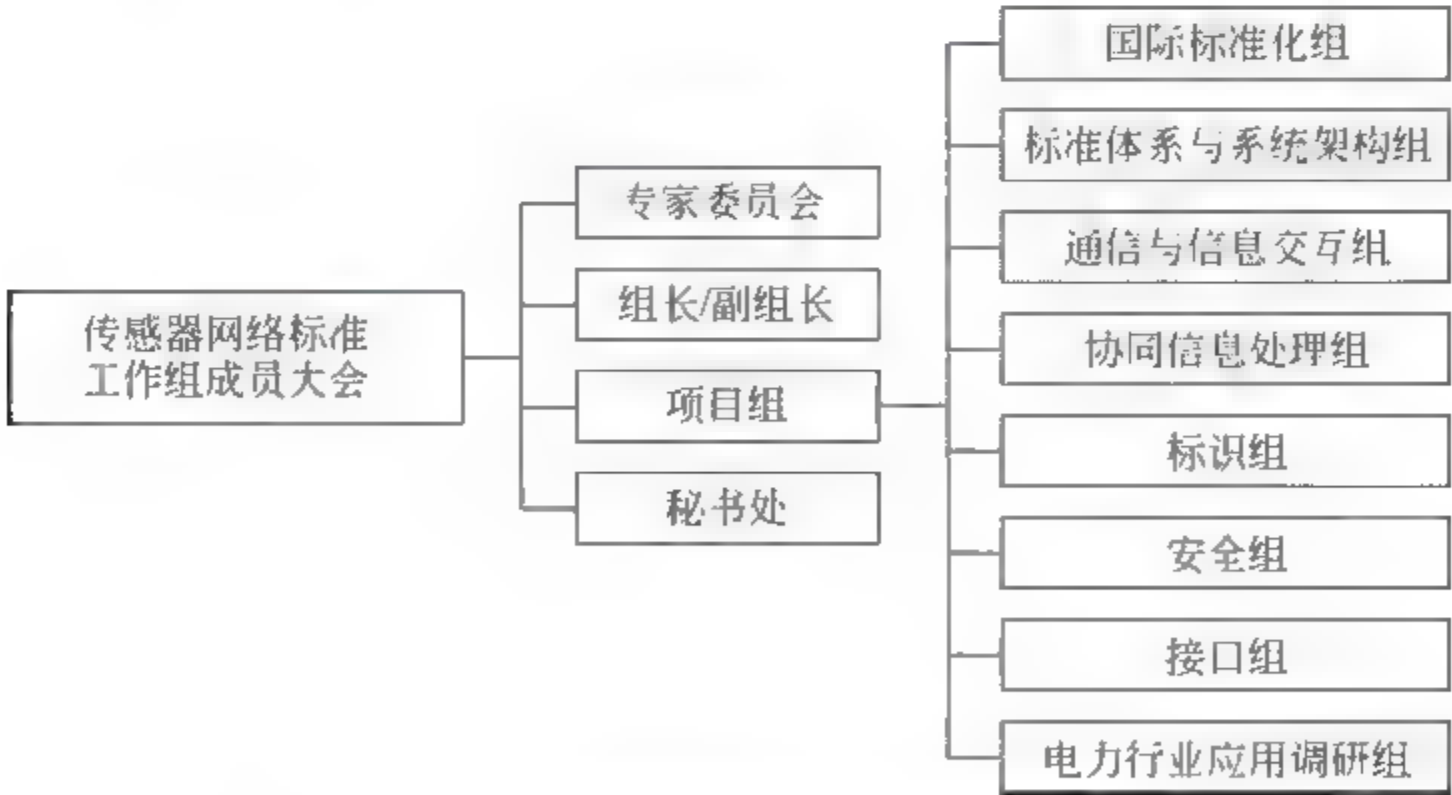 传感器网络标准
工作组成员大会
专家委员会
组长/副组长
项目组
秘书处
国际标准化组
标准体系与系统架构组
通信与信息交互组
协同信息处理组
标识组
安全组
接口组
电力行业应用调研组